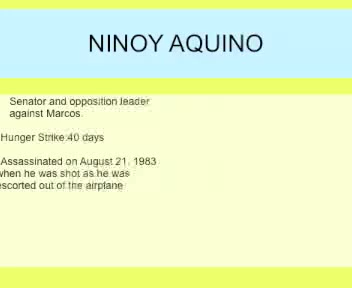 NINOY AQUINO
Senator and opposition leader
against Marcos.
Hunger Strike:40 days
Assassinated on August 21, 1983
when he was shot as he was
escorted out of the airplane